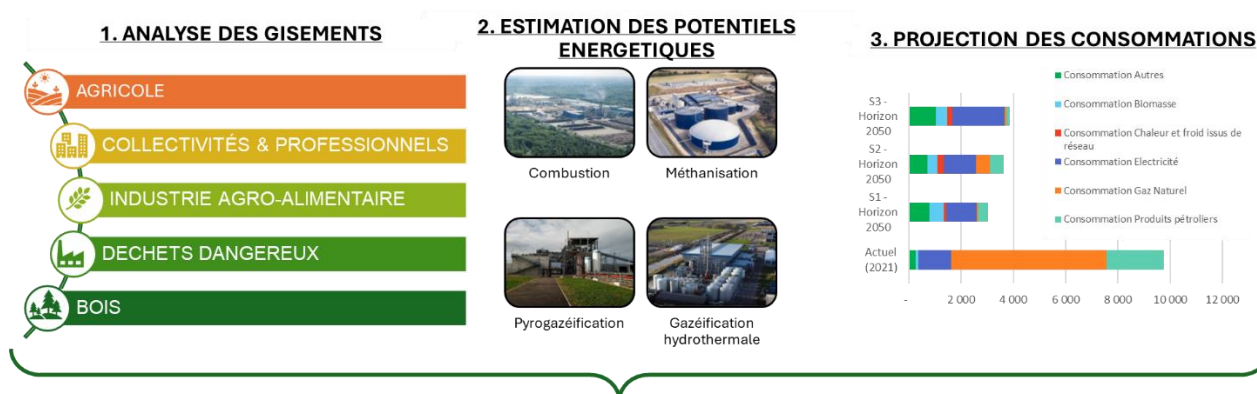 1. ANALYSE DES GISEMENTS
AGRICOLE
COLLECTIVITÉS & PROFESSIONNELS
INDUSTRIE AGRO-ALIMENTAIRE
DECHETS DANGEREUX
BOIS
2. ESTIMATION DES POTENTIELS
ENERGETIQUES
Combustion
Méthanisation
Pyrogazéification
Gazéification
hydrothermale
3. PROJECTION DES CONSOMMATIONS
S3 -
Horizon
2050
S2 -
Horizon
2050
S1 -
Horizon
2050
Actuel
(2021)
-
2 000
4 000
6 000
8 000
10 000
12 000
Consommation Autres
Consommation Biomasse
Consommation Chaleur et froid issus de
réseau
Consommation Electricité
Consommation Gaz Naturel
Consommation Produits pétroliers